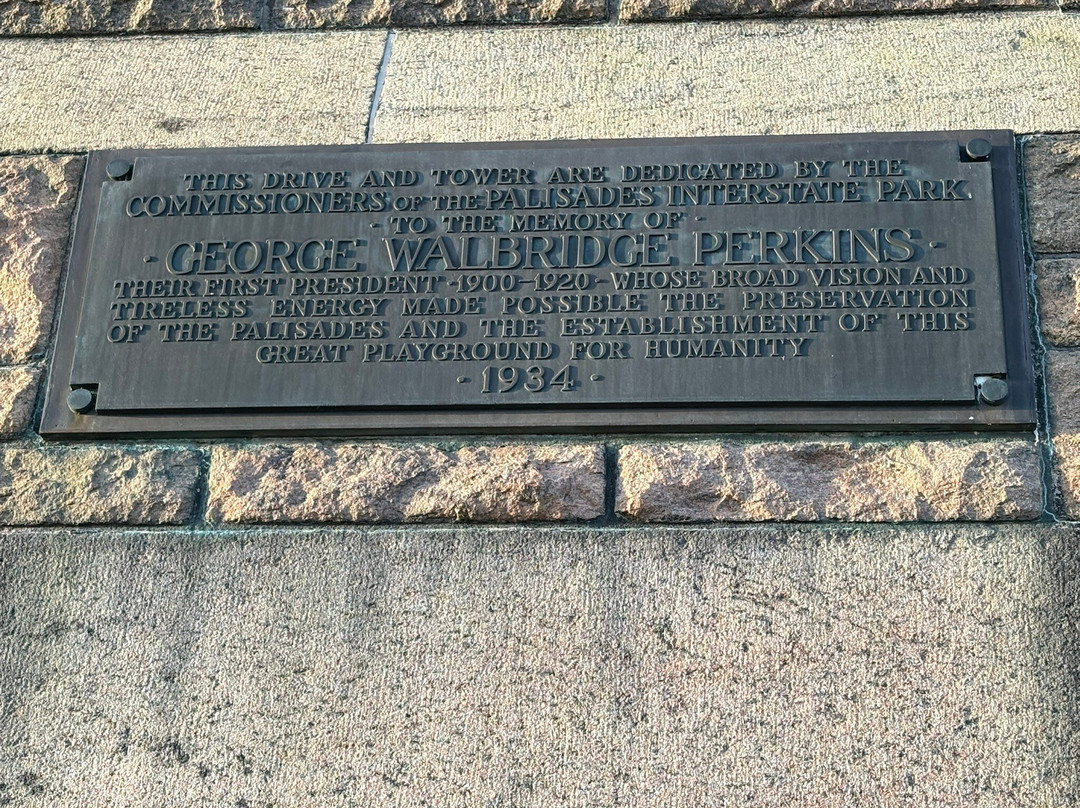 THIS DRIVE AND TOWER ARE DEDICATED BY THE
COMMISSIONERS OF THE PALISADES INTERSTATE PARK
· TO THE MEMORY OF ·
· GEORGE WALBRIDGE PERKINS ·
THEIR FIRST PRESIDENT · 1900–1920 · WHOSE BROAD VISION AND
TIRELESS ENERGY MADE POSSIBLE THE PRESERVATION
OF THE PALISADES AND THE ESTABLISHMENT OF THIS
GREAT PLAYGROUND FOR HUMANITY
· 1934 ·